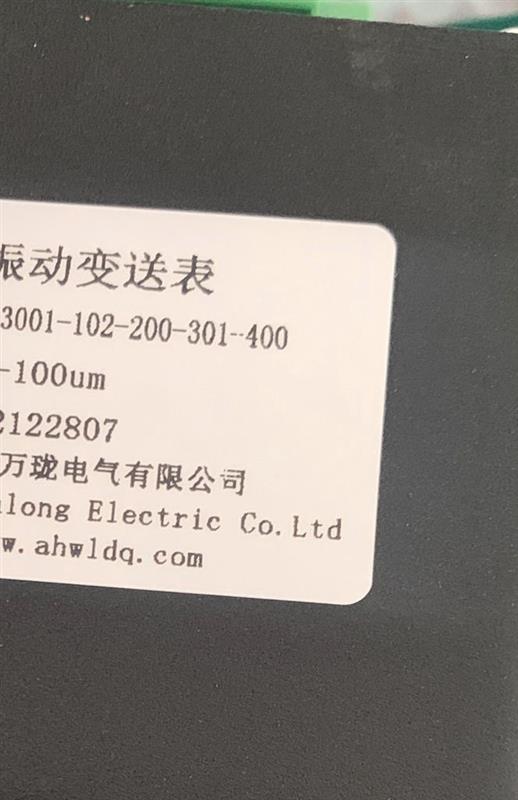 振动变送表
3001-102-200-301-400
-100um
2122807
万珑电气有限公司
long Electric Co.Ltd
w.ahwldq.com